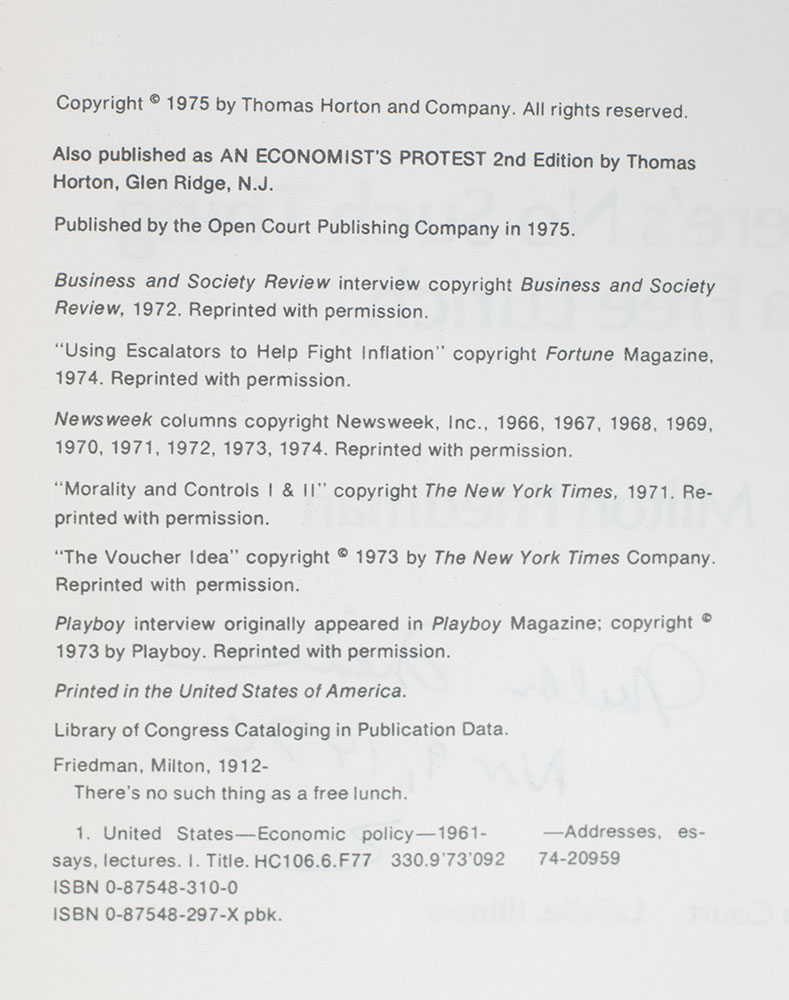 Copyright © 1975 by Thomas Horton and Company. All rights reserved.
Also published as AN ECONOMIST'S PROTEST 2nd Edition by Thomas
Horton, Glen Ridge, N.J.
Published by the Open Court Publishing Company in 1975.
Business and Society Review interview copyright Business and Society
Review, 1972. Reprinted with permission.
"Using Escalators to Help Fight Inflation" copyright Fortune Magazine,
1974. Reprinted with permission.
Newsweek columns copyright Newsweek, Inc., 1966, 1967, 1968, 1969,
1970, 1971, 1972, 1973, 1974. Reprinted with permission.
"Morality and Controls I & II" copyright The New York Times, 1971. Re-
printed with permission.
"The Voucher Idea" copyright © 1973 by The New York Times Company.
Reprinted with permission.
Playboy interview originally appeared in Playboy Magazine; copyright ©
1973 by Playboy. Reprinted with permission.
Printed in the United States of America.
Library of Congress Cataloging in Publication Data.
Friedman, Milton, 1912-
There's no such thing as a free lunch.
1. United States—Economic policy—1961- —Addresses, es-
says, lectures. I. Title. HC106.6.F77 330.9'73'092 74-20959
ISBN 0-87548-310-0
ISBN 0-87548-297-X pbk.